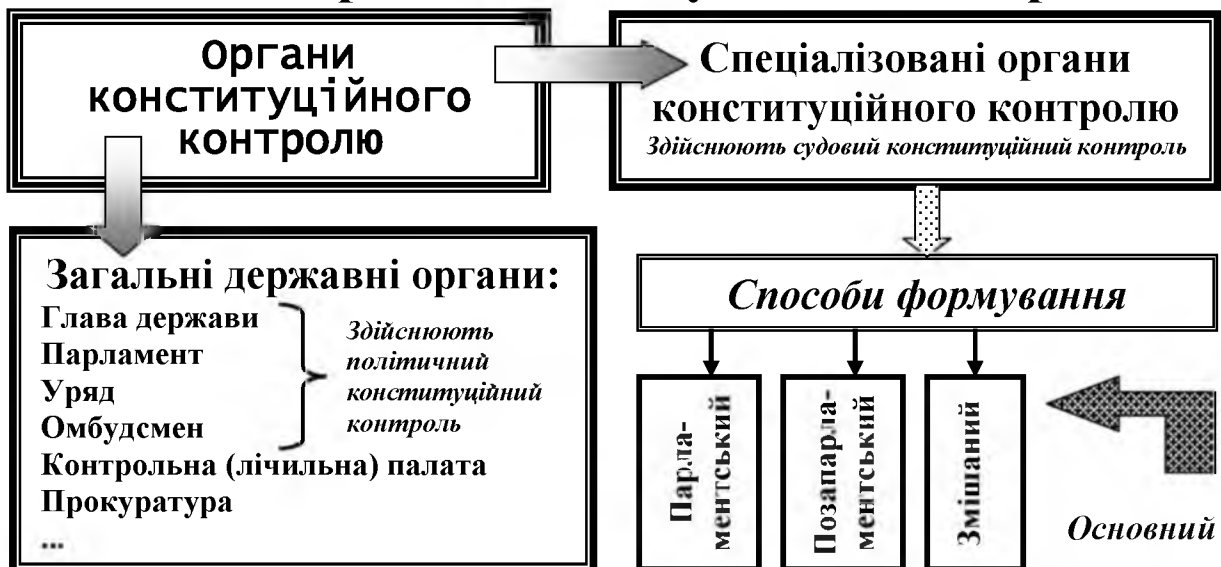 Органи
конституційного
контролю
Спеціалізовані органи
конституційного контролю
Здійснюють судовий конституційний контроль
Загальні державні органи:
Глава держави
Парламент
Уряд
Омбудсмен
Контрольна (лічильна) палата
Прокуратура
...
Здійснюють
політичний
конституційний
контроль
Способи формування
Парла-
ментський
Позапарла-
ментський
Змішаний
Основний